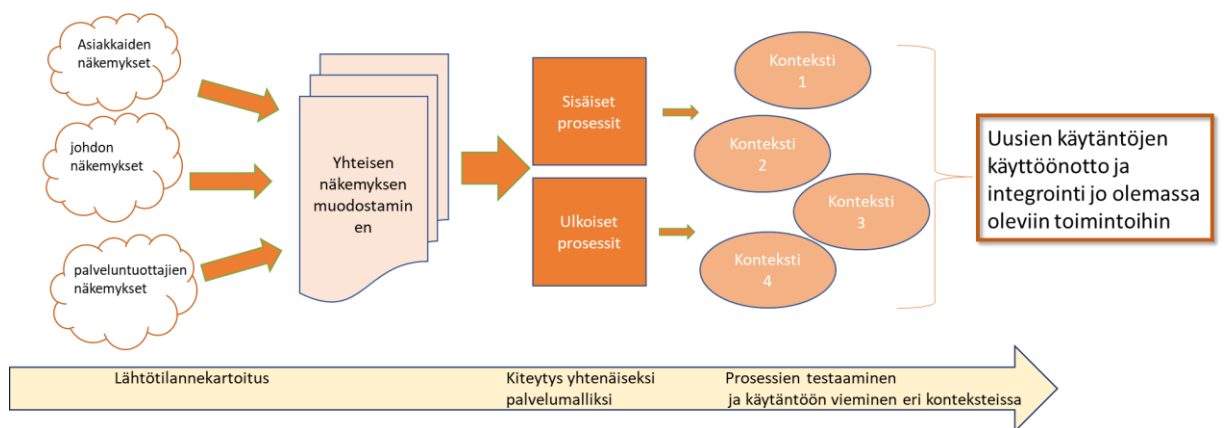 Asiakkaiden
näkemykset
johdon
näkemykset
palveluntuottajien
näkemykset
Yhteisen
näkemyksen
muodostamin
en
Sisäiset
prosessit
Ulkoiset
prosessit
Konteksti
1
Konteksti
2
Konteksti
3
Konteksti
4
Uusien käytäntöjen
käyttöönotto ja
integrointi jo olemassa
oleviin toimintoihin
Lähtötilannekartoitus
Kiteytys yhtenäiseksi
palvelumalliksi
Prosessien testaaminen
ja käytäntöön vieminen eri konteksteissa